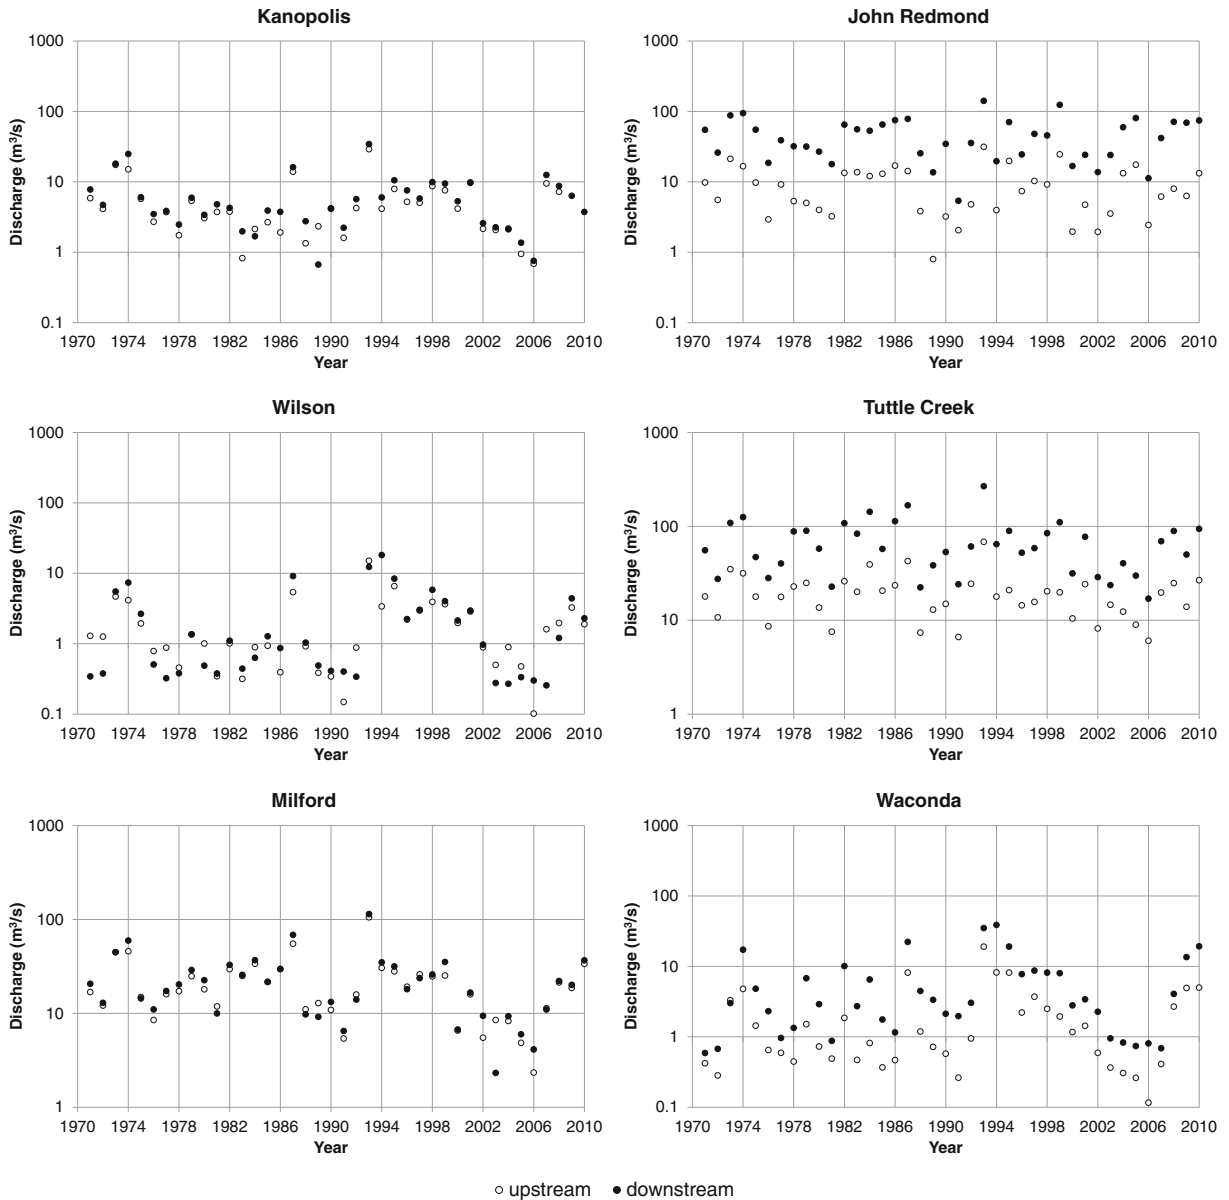 Kanopolis
1000
100
10
1
0.1
Discharge (m³/s)
1970 1974 1978 1982 1986 1990 1994 1998 2002 2006 2010
Year
John Redmond
1000
100
10
1
0.1
Discharge (m³/s)
1970 1974 1978 1982 1986 1990 1994 1998 2002 2006 2010
Year
Wilson
1000
100
10
1
0.1
Discharge (m³/s)
1970 1974 1978 1982 1986 1990 1994 1998 2002 2006 2010
Year
Tuttle Creek
1000
100
10
1
Discharge (m³/s)
1970 1974 1978 1982 1986 1990 1994 1998 2002 2006 2010
Year
Milford
1000
100
10
1
Discharge (m³/s)
1970 1974 1978 1982 1986 1990 1994 1998 2002 2006 2010
Year
Waconda
1000
100
10
1
0.1
Discharge (m³/s)
1970 1974 1978 1982 1986 1990 1994 1998 2002 2006 2010
Year
upstream downstream